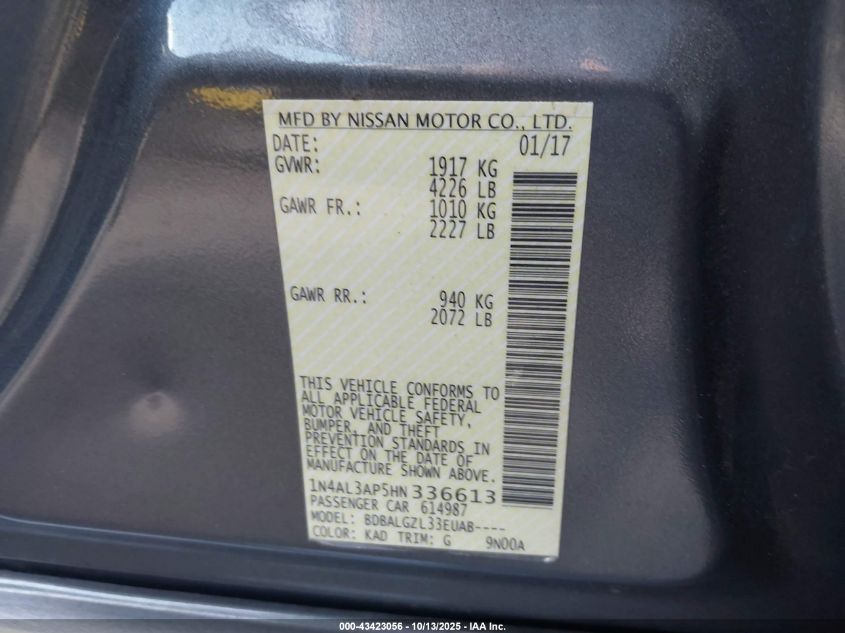 MFD BY NISSAN MOTOR CO., LTD.
DATE: 01/17
GVWR: 1917 KG
4226 LB
GAWR FR.: 1010 KG
2227 LB
GAWR RR.: 940 KG
2072 LB
THIS VEHICLE CONFORMS TO
ALL APPLICABLE FEDERAL
MOTOR VEHICLE SAFETY,
BUMPER, AND THEFT
PREVENTION STANDARDS IN
EFFECT ON THE DATE OF
MANUFACTURE SHOWN ABOVE.
1N4AL3AP5HN336613
PASSENGER CAR 614987
MODEL: BDBALGZL33EUAB----
COLOR: KAD TRIM: G 9N00A
000-43423056 - 10/13/2025 - IAA Inc.